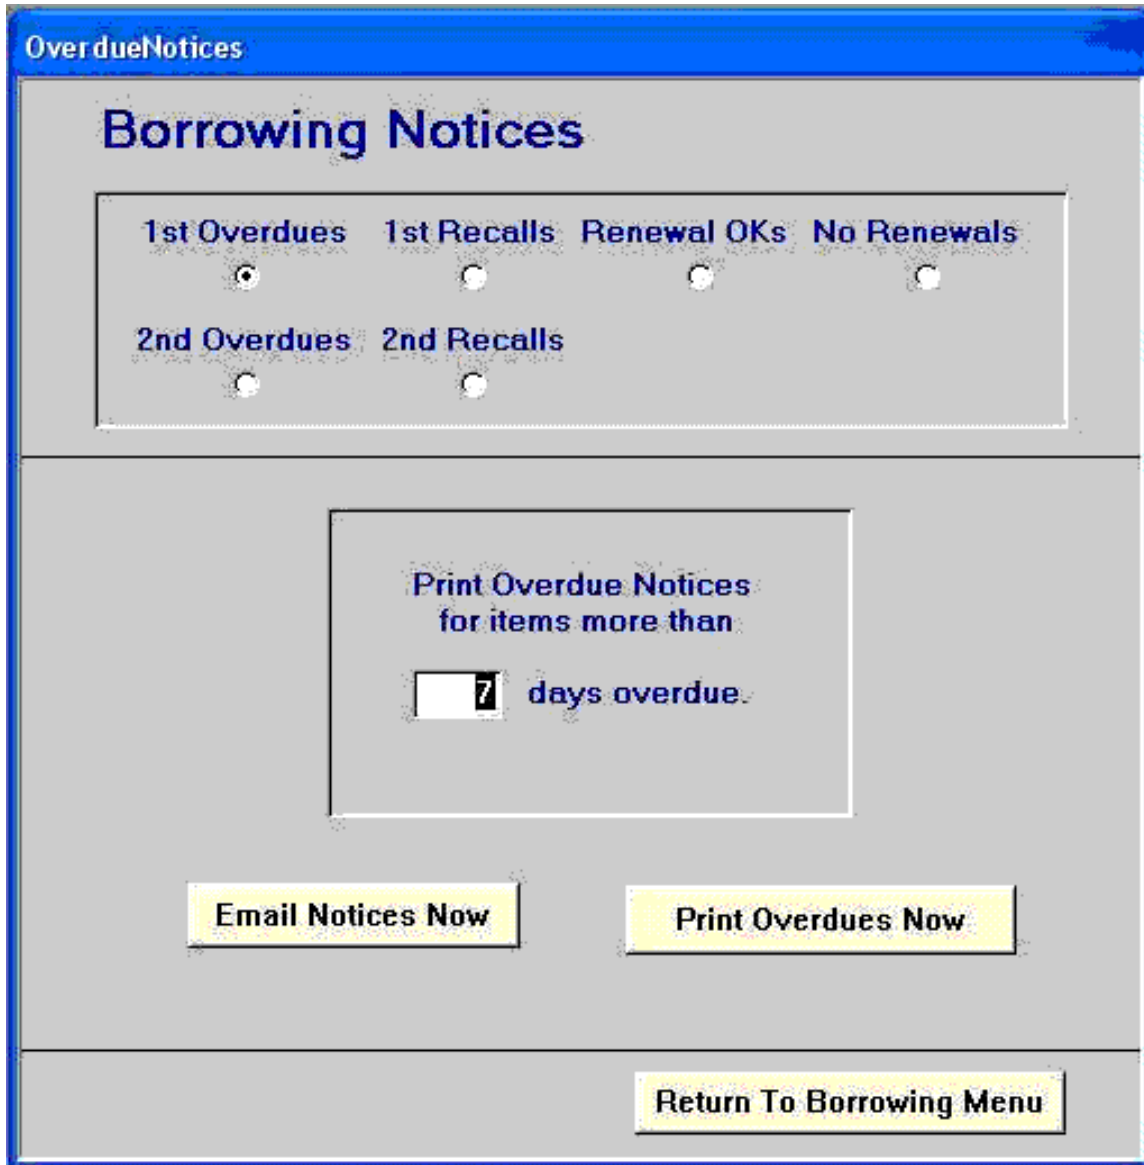 OverdueNotices
Borrowing Notices
1st Overdues 1st Recalls Renewal OKs No Renewals
2nd Overdues 2nd Recalls
Print Overdue Notices
for items more than
7 days overdue.
Email Notices Now Print Overdues Now
Return To Borrowing Menu